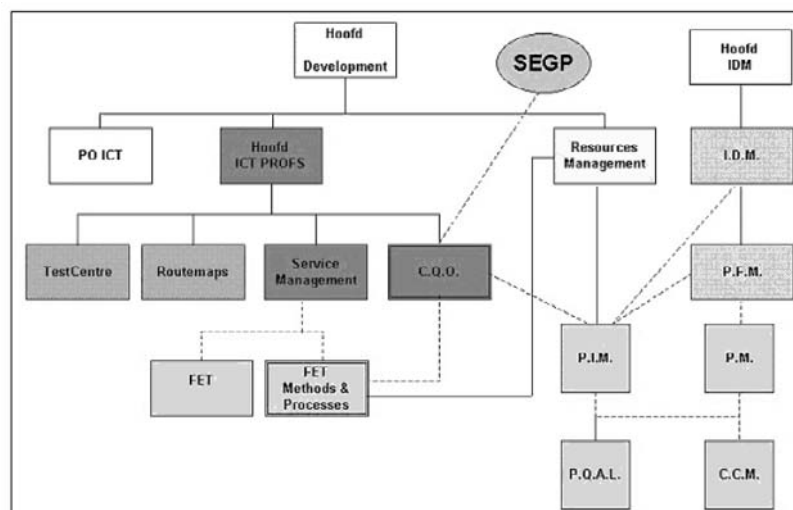 Hoofd
Development
SEGP
Hoofd
IDM
PO ICT
Hoofd
ICT PROFS
Resources
Management
I.D.M.
TestCentre
Routemaps
Service
Management
C.Q.O.
P.F.M.
FET
FET
Methods &
Processes
P.I.M.
P.M.
P.Q.A.L.
C.C.M.